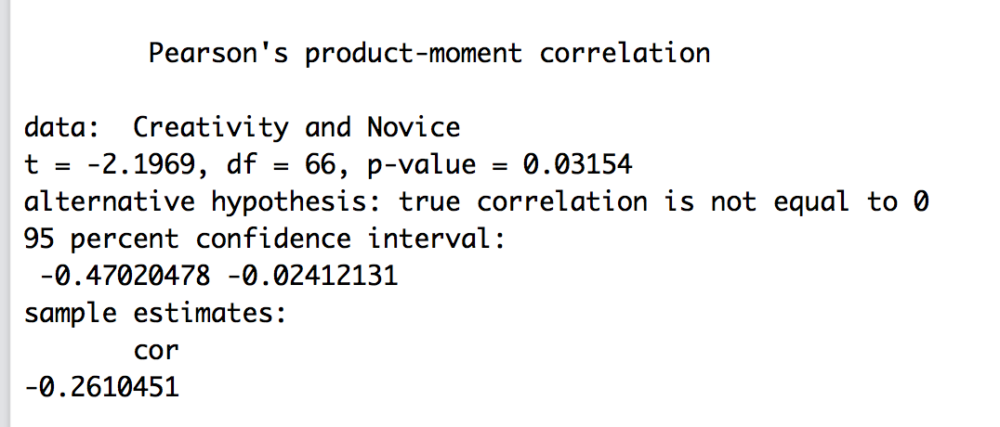 Pearson's product-moment correlation
data:  Creativity and Novice
t = -2.1969, df = 66, p-value = 0.03154
alternative hypothesis: true correlation is not equal to 0
95 percent confidence interval:
 -0.47020478 -0.02412131
sample estimates:
       cor
-0.2610451